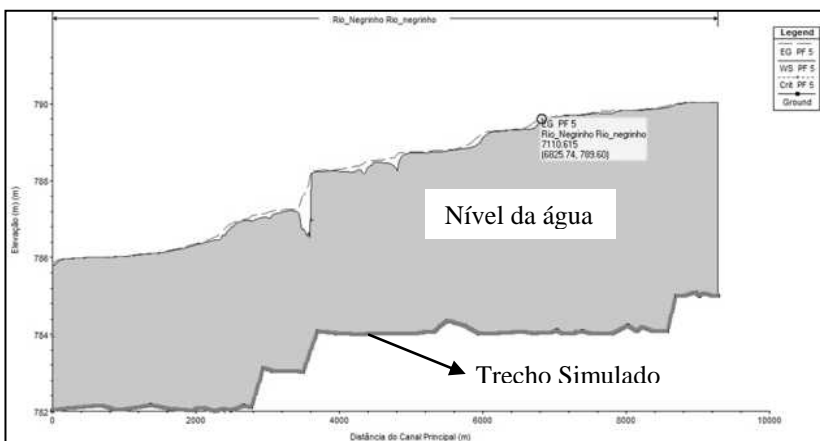 Rio_Negrinho Rio_negrinho
Legend
EG PF 5
WS PF 5
Crit PF 5
Ground
EG PF 5
Rio_Negrinho Rio_negrinho
7110.615
(6825.74, 789.60)
Nível da água
Trecho Simulado
Elevação (m) (m)
790
788
786
784
782
0
2000
4000
6000
8000
10000
Distância do Canal Principal (m)